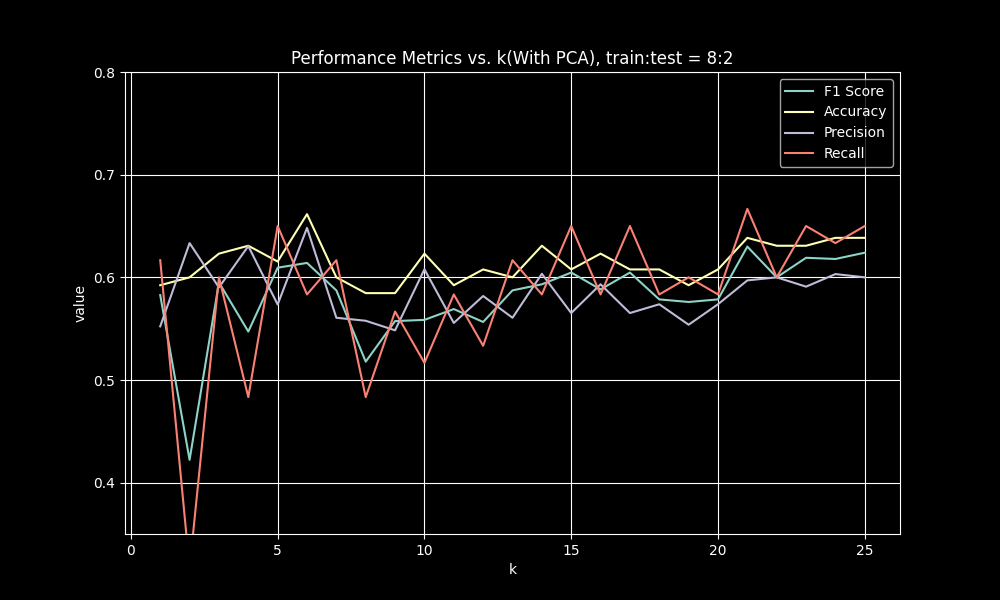 Performance Metrics vs. k(With PCA), train:test = 8:2
F1 Score
Accuracy
Precision
Recall
0.8
0.7
0.6
0.5
0.4
value
0 5 10 15 20 25
k